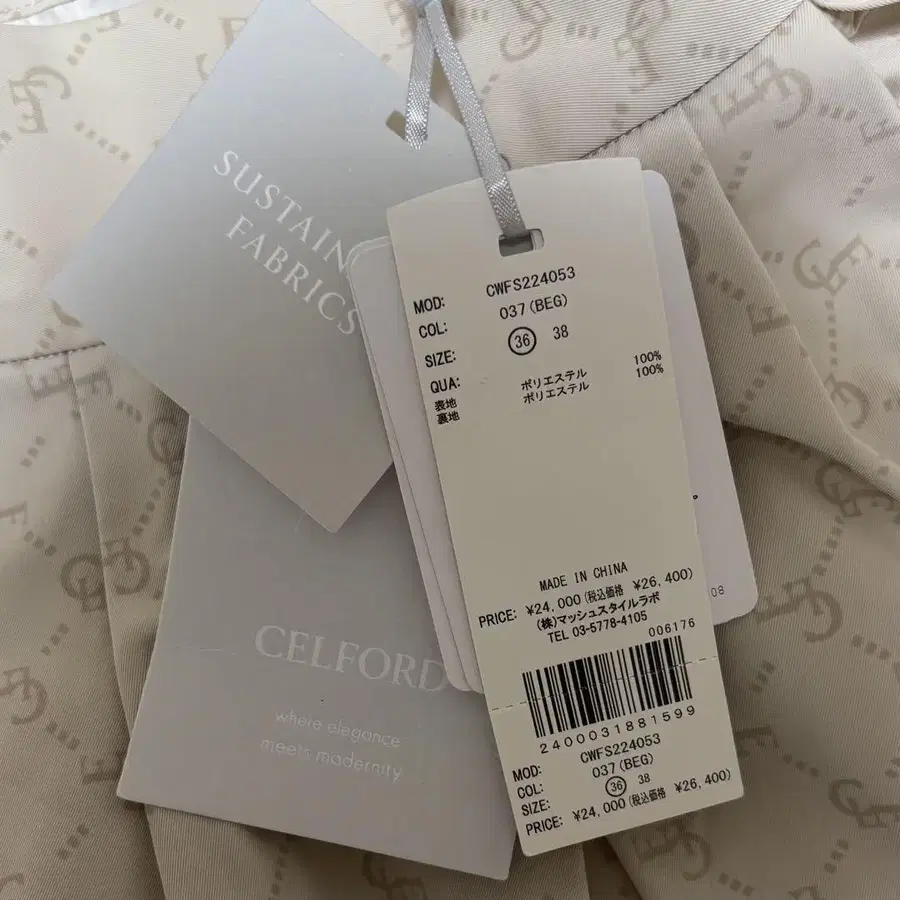 SUSTAIN
FABRICS
CELFORD
where elegance
meets modernity
MOD: CWFS224053
COL: 037(BEG)
SIZE: 36 38
QUA:
表地 ポリエステル 100%
裏地 ポリエステル 100%
MADE IN CHINA
PRICE: ¥24,000(税込価格 ¥26,400)
(株)マッシュスタイルラボ
TEL 03-5778-4105
006176
2400031881599
MOD: CWFS224053
COL: 037(BEG)
SIZE: 36 38
PRICE: ¥24,000(税込価格 ¥26,400)
08